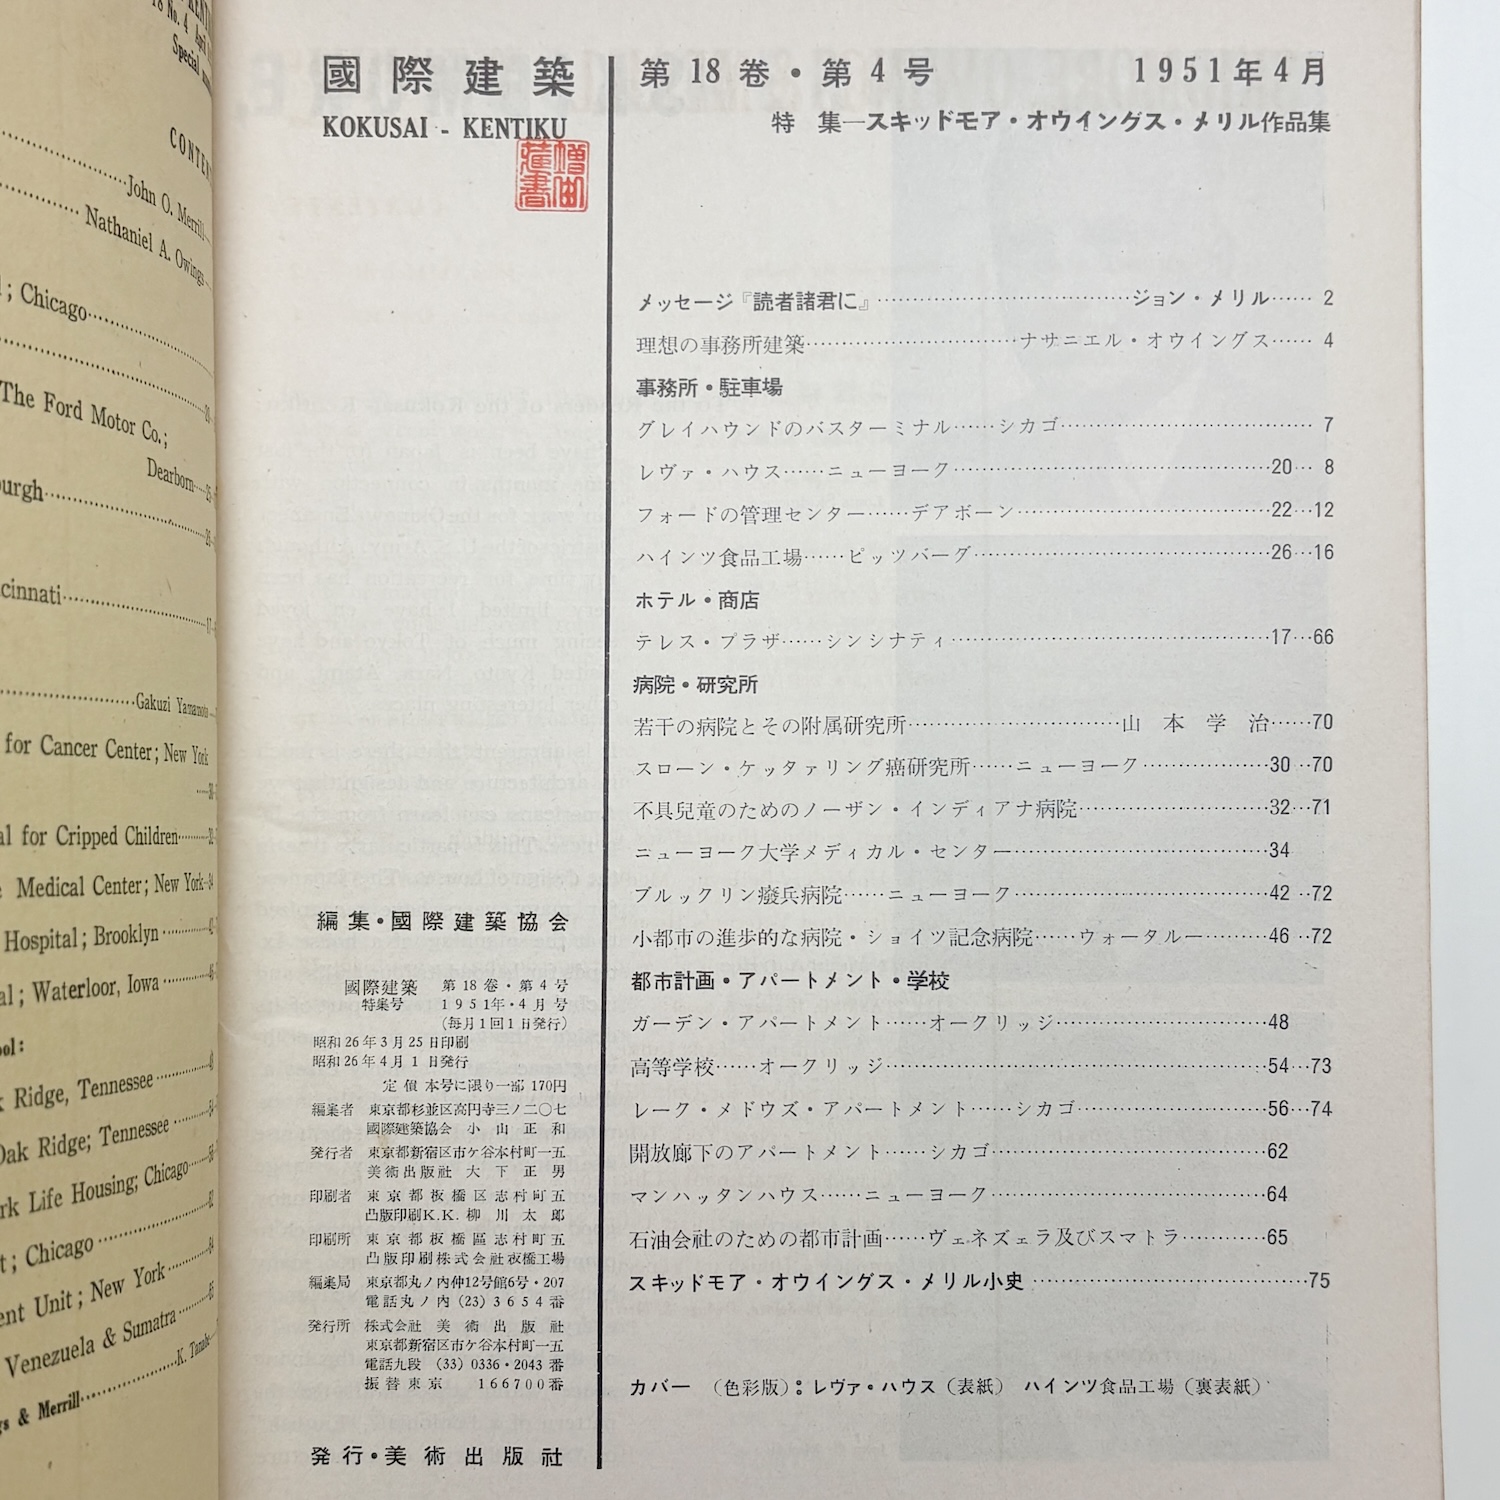 18 No. 4 April
Special
CONTEN
John O. Merrill
Nathaniel A. Owings
; Chicago
The Ford Motor Co.;
Dearborn
burgh
cinnati
Gakuzi Yamamoto
for Cancer Center; New York
al for Cripped Children
Medical Center; New York
Hospital; Brooklyn
al; Waterloor, Iowa
ool:
k Ridge, Tennessee
Oak Ridge; Tennessee
rk Life Housing; Chicago
t; Chicago
ent Unit; New York
Venezuela & Sumatra
K. Tanabe
gs & Merrill
國際建築
KOKUSAI - KENTIKU
編集・國際建築協会
國際建築 第18卷・第4号
特集号 1951年・4月号
(毎月1回1日発行)
昭和26年3月25日印刷
昭和26年4月1日発行
定價 本号に限り一部 170円
編集者 東京都杉並区高円寺三ノ二〇七
國際建築協会 小山正和
発行者 東京都新宿区市ケ谷本村町一五
美術出版社 大下正男
印刷者 東京都板橋区志村町五
凸版印刷K.K. 柳川太郎
印刷所 東京都板橋區志村町五
凸版印刷株式会社板橋工場
編集局 東京都丸ノ内仲12号館6号・207
電話丸ノ内 (23) 3654番
発行所 株式会社 美術出版社
東京都新宿区市ケ谷本村町一五
電話九段 (33) 0336・2043番
振替東京 166700番
発行・美術出版社
第18巻・第4号 1951年4月
特 集―スキッドモア・オウイングス・メリル作品集
メッセージ『読者諸君に』……ジョン・メリル…… 2
理想の事務所建築……ナサニエル・オウイングス…… 4
事務所・駐車場
グレイハウンドのバスターミナル……シカゴ…… 7
レヴァ・ハウス……ニューヨーク……20… 8
フォードの管理センター……デアボーン……22…12
ハインツ食品工場……ピッツバーグ……26…16
ホテル・商店
テレス・プラザ……シンシナティ……17…66
病院・研究所
若干の病院とその附属研究所……山本学治……70
スローン・ケッタァリング癌研究所……ニューヨーク……30…70
不具兒童のためのノーザン・インディアナ病院……32…71
ニューヨーク大学メディカル・センター……34
ブルックリン癈兵病院……ニューヨーク……42…72
小都市の進歩的な病院・ショイツ記念病院……ウォータルー……46…72
都市計画・アパートメント・学校
ガーデン・アパートメント……オークリッジ……48
高等学校……オークリッジ……54…73
レーク・メドウズ・アパートメント……シカゴ……56…74
開放廊下のアパートメント……シカゴ……62
マンハッタンハウス……ニューヨーク……64
石油会社のための都市計画……ヴェネズェラ及びスマトラ……65
スキッドモア・オウイングス・メリル小史……75
カバー (色彩版): レヴァ・ハウス (表紙) ハインツ食品工場 (裏表紙)